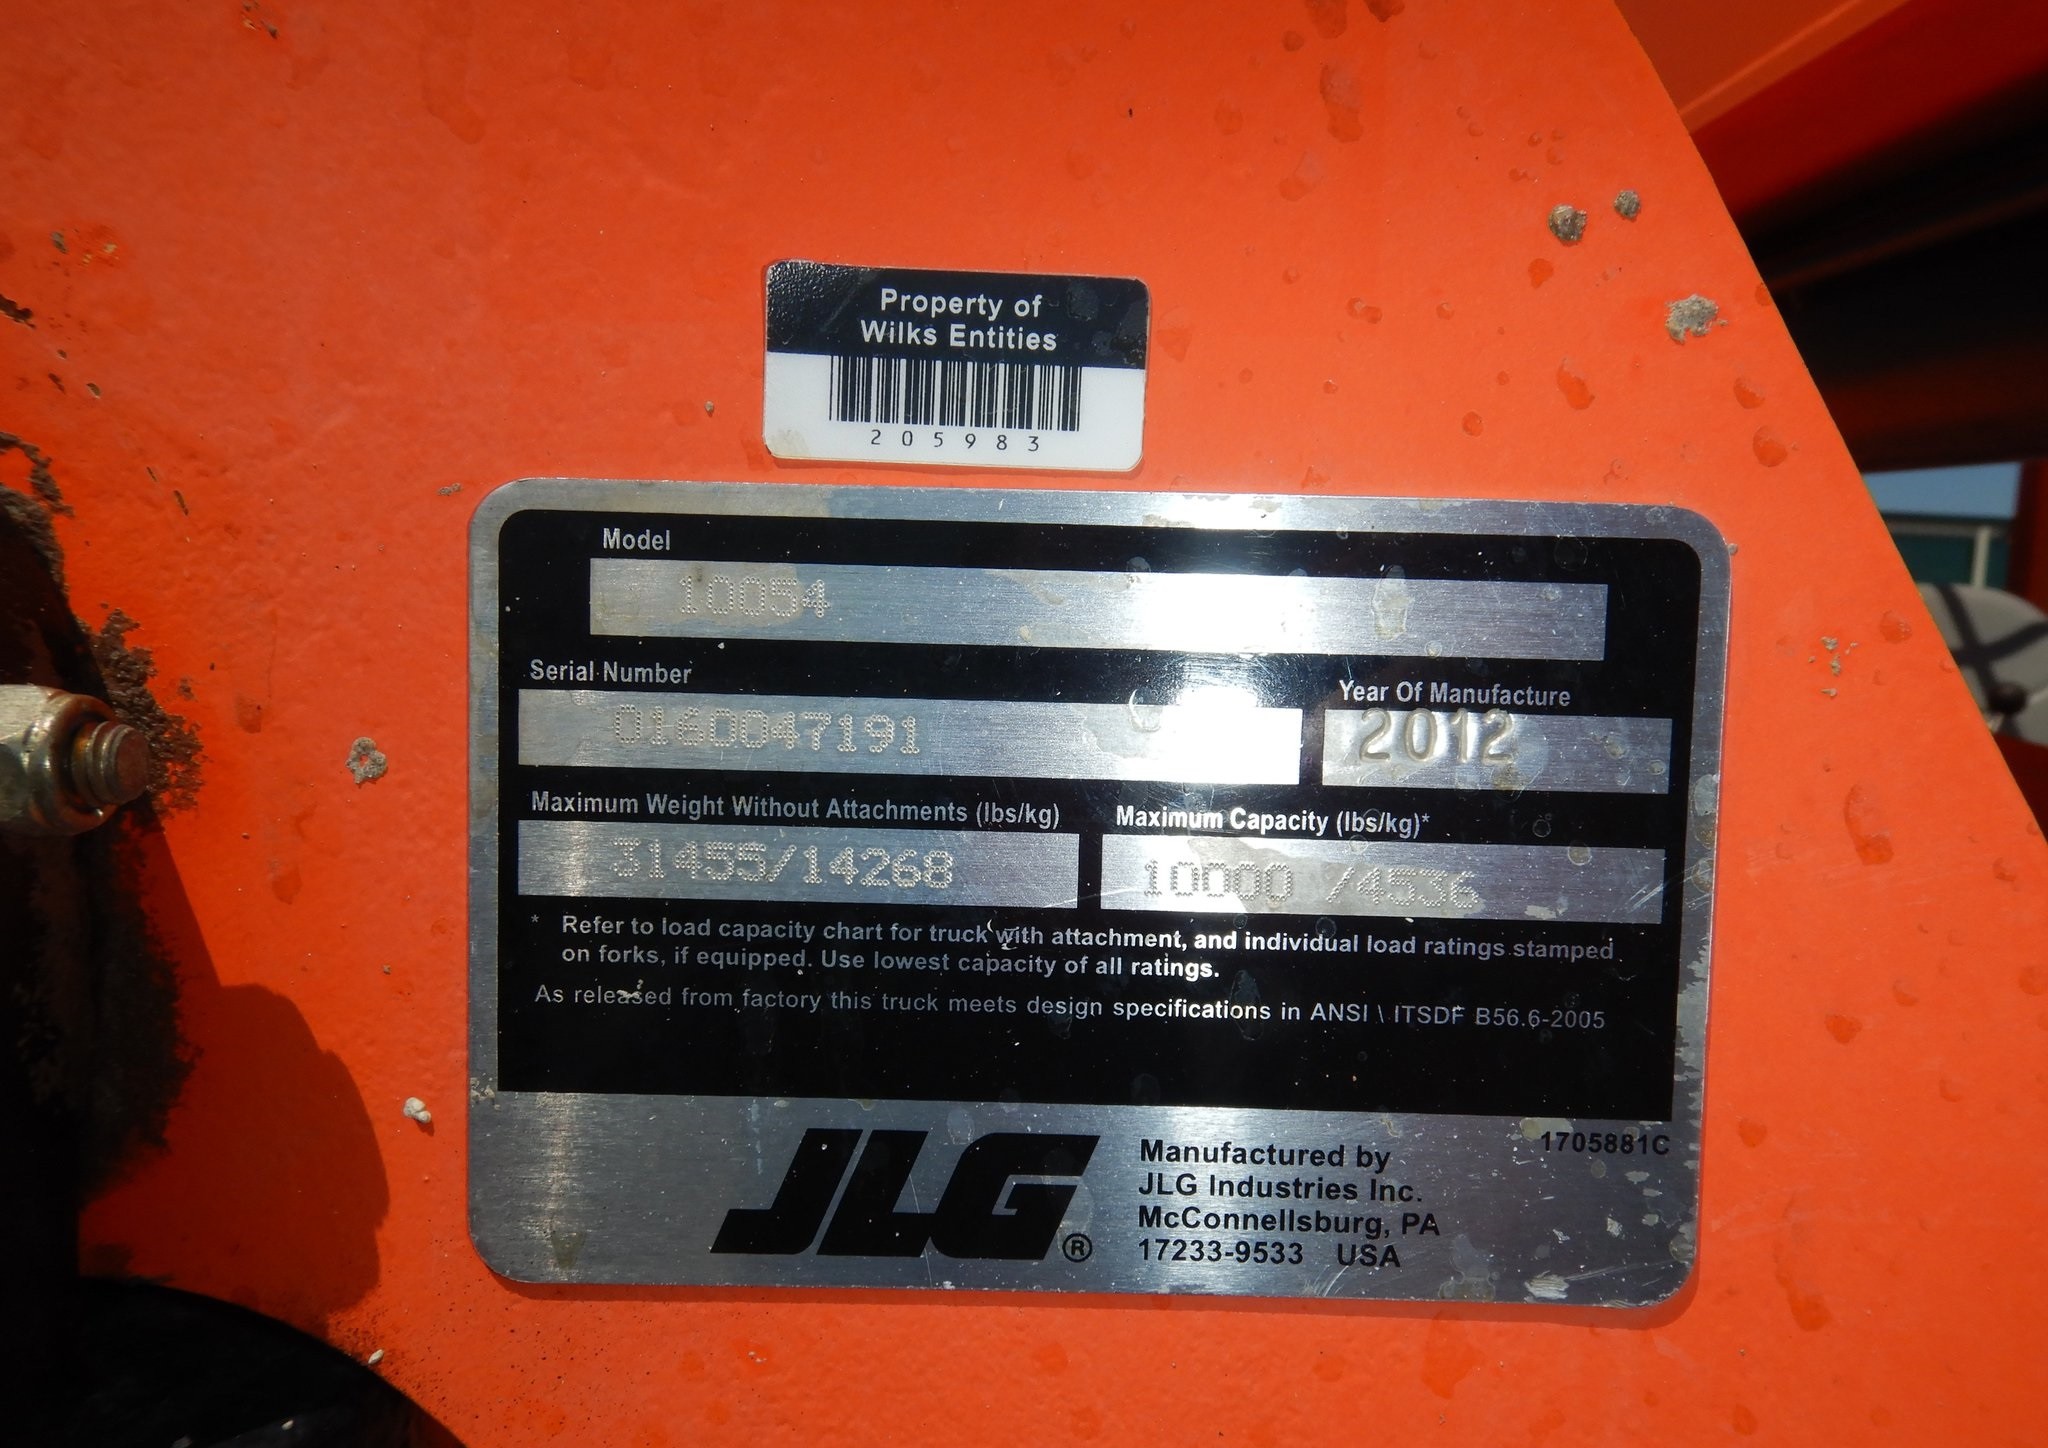 Property of
Wilks Entities
205983
Model
10054
Serial Number
0160047191
Year Of Manufacture
2012
Maximum Weight Without Attachments (lbs/kg)
31455/14268
Maximum Capacity (lbs/kg)*
10000 /4536
* Refer to load capacity chart for truck with attachment, and individual load ratings stamped
on forks, if equipped. Use lowest capacity of all ratings.
As released from factory this truck meets design specifications in ANSI \ ITSDF B56.6-2005
1705881C
JLG®
Manufactured by
JLG Industries Inc.
McConnellsburg, PA
17233-9533 USA